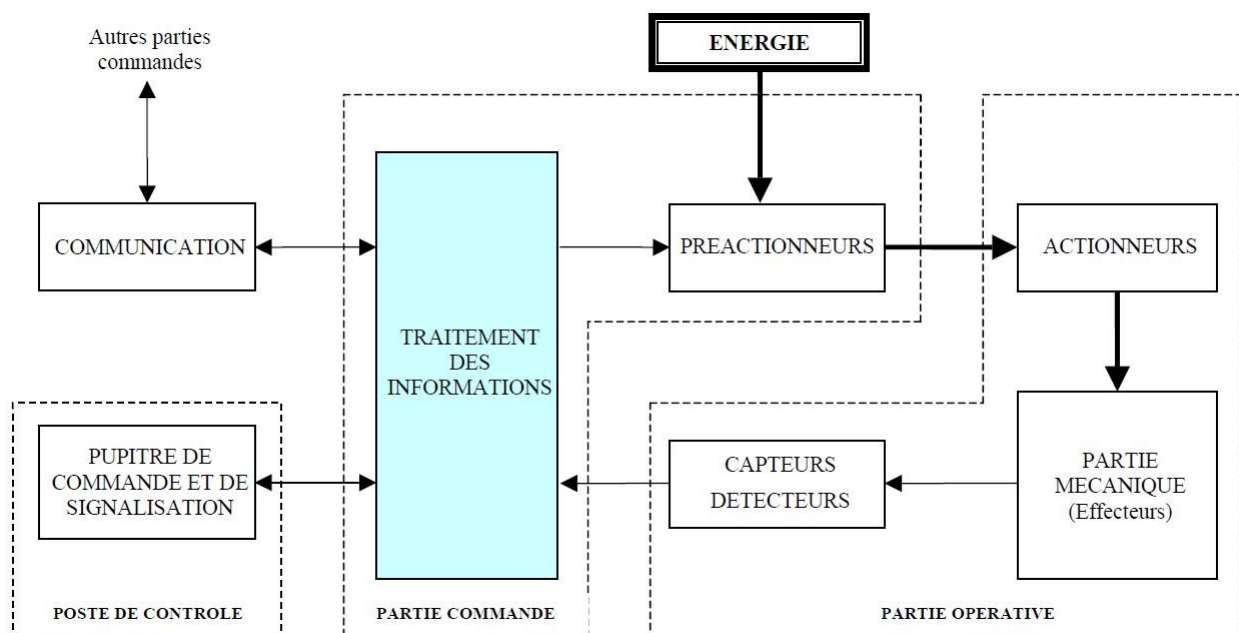 Autres parties
commandes
ENERGIE
COMMUNICATION
PREACTIONNEURS
ACTIONNEURS
TRAITEMENT
DES
INFORMATIONS
PUPITRE DE
COMMANDE ET DE
SIGNALISATION
CAPTEURS
DETECTEURS
PARTIE
MECANIQUE
(Effecteurs)
POSTE DE CONTROLE
PARTIE COMMANDE
PARTIE OPERATIVE